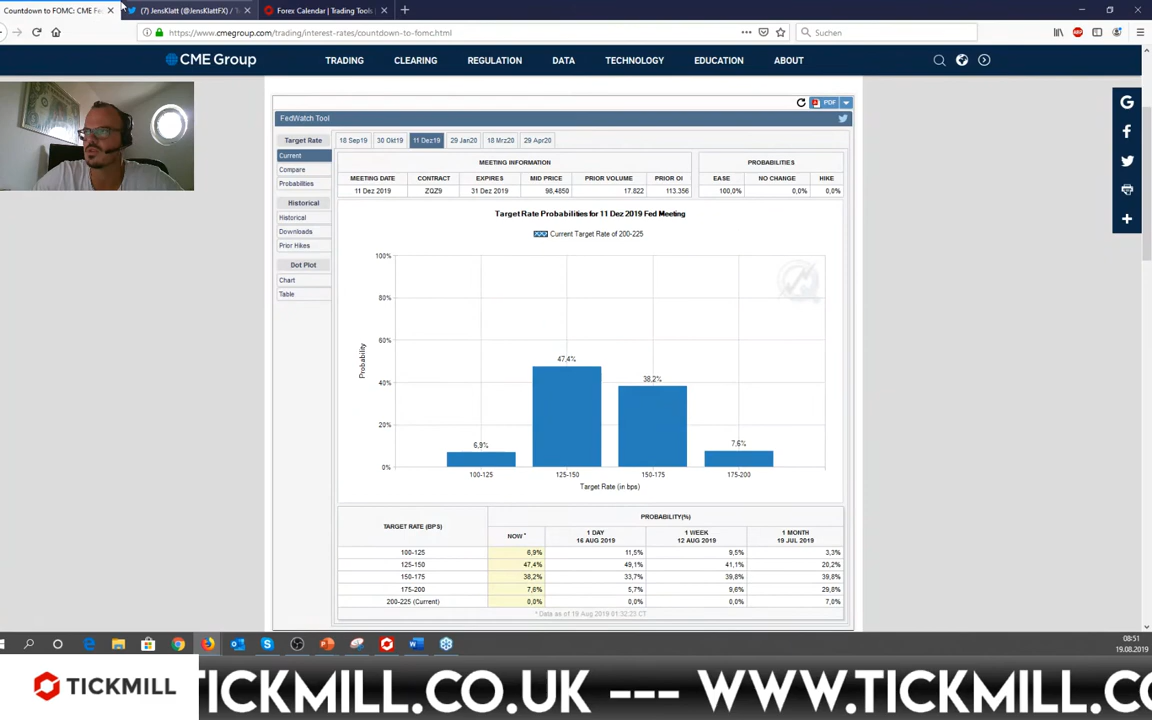 Countdown to FOMC: CME Fe
(7) JensKlatt (@JensKlattFX) / T
Forex Calendar | Trading Tools |
https://www.cmegroup.com/trading/interest-rates/countdown-to-fomc.html
Suchen
CME Group
TRADING CLEARING REGULATION DATA TECHNOLOGY EDUCATION ABOUT
PDF
FedWatch Tool
Target Rate
Current
Compare
Probabilities
Historical
Historical
Downloads
Prior Hikes
Dot Plot
Chart
Table
18 Sep19 30 Okt19 11 Dez19 29 Jan20 18 Mrz20 29 Apr20
MEETING INFORMATION
MEETING DATE CONTRACT EXPIRES MID PRICE PRIOR VOLUME PRIOR OI
11 Dez 2019 ZQZ9 31 Dez 2019 98,4850 17.822 113.356
PROBABILITIES
EASE NO CHANGE HIKE
100,0% 0,0% 0,0%
Target Rate Probabilities for 11 Dez 2019 Fed Meeting
Current Target Rate of 200-225
Probability
100%
80%
60%
40%
20%
0%
6,9%
47,4%
38,2%
7,6%
100-125 125-150 150-175 175-200
Target Rate (in bps)
TARGET RATE (BPS) PROBABILITY(%)
NOW * 1 DAY 16 AUG 2019 1 WEEK 12 AUG 2019 1 MONTH 19 JUL 2019
100-125 6,9% 11,5% 9,5% 3,3%
125-150 47,4% 49,1% 41,1% 20,2%
150-175 38,2% 33,7% 39,8% 39,8%
175-200 7,6% 5,7% 9,6% 29,8%
200-225 (Current) 0,0% 0,0% 0,0% 7,0%
* Data as of 19 Aug 2019 01:32:23 CT
08:51
19.08.2019
TICKMILL
TICKMILL.CO.UK --- WWW.TICKMILL.C